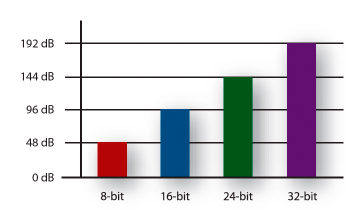 192 dB
144 dB
96 dB
48 dB
0 dB
8-bit 16-bit 24-bit 32-bit